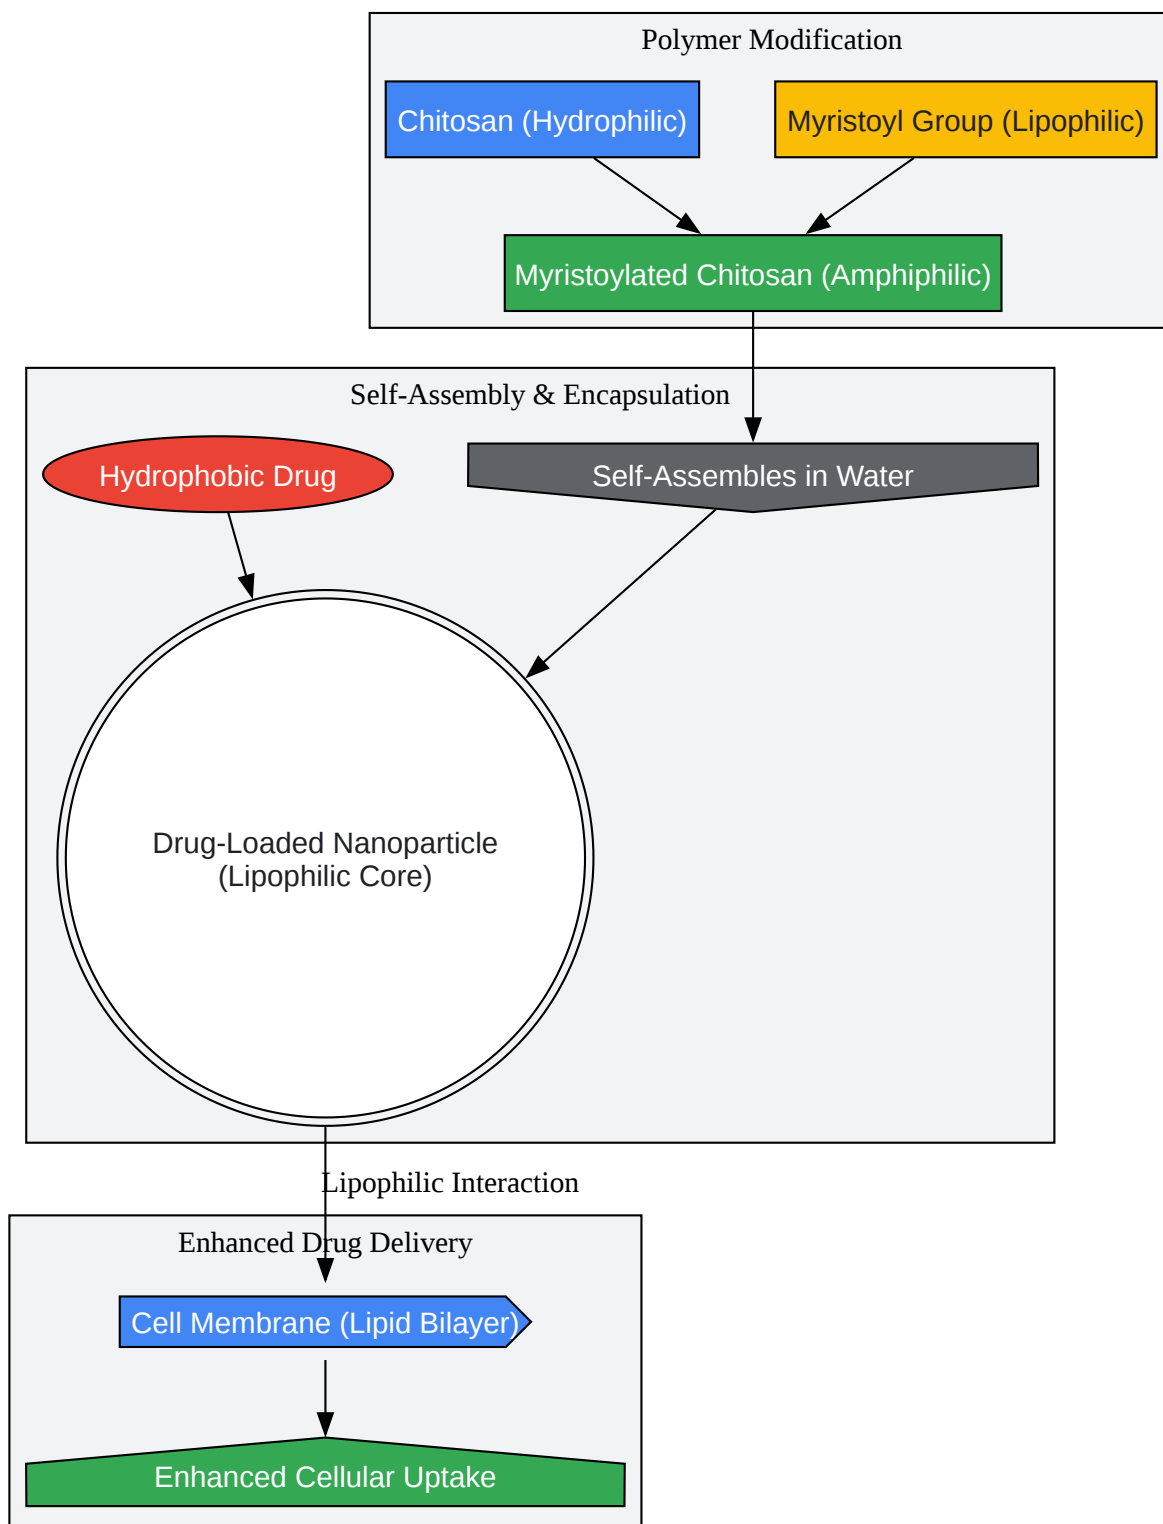 Polymer Modification
Chitosan (Hydrophilic)
Myristoyl Group (Lipophilic)
Myristoylated Chitosan (Amphiphilic)
Self-Assembly & Encapsulation
Hydrophobic Drug
Self-Assembles in Water
Drug-Loaded Nanoparticle
(Lipophilic Core)
Lipophilic Interaction
Enhanced Drug Delivery
Cell Membrane (Lipid Bilayer)
Enhanced Cellular Uptake